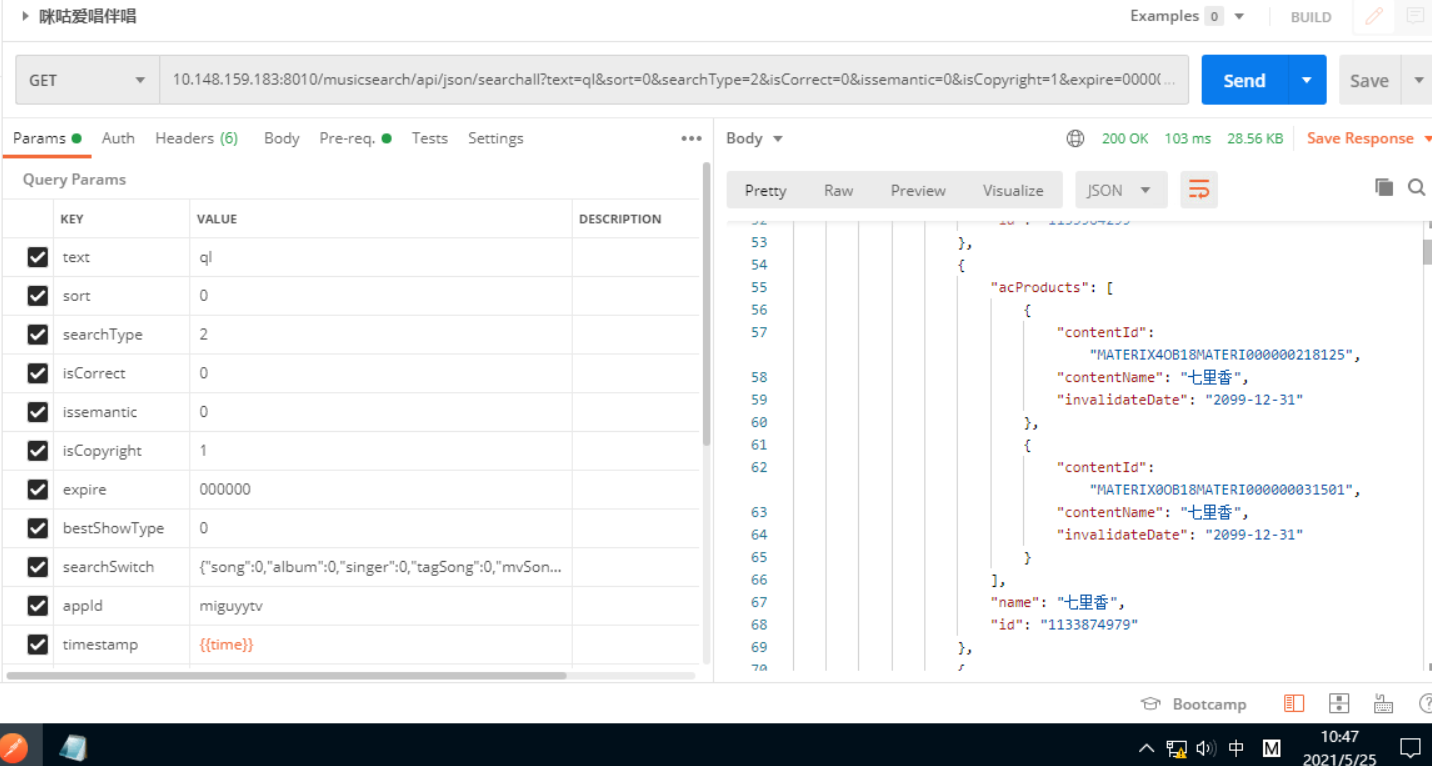 咪咕爱唱伴唱
Examples 0 BUILD
GET 10.148.159.183:8010/musicsearch/api/json/searchall?text=ql&sort=0&searchType=2&isCorrect=0&issemantic=0&isCopyright=1&expire=0000(... Send Save
Params Auth Headers (6) Body Pre-req. Tests Settings •••
Query Params
KEY VALUE DESCRIPTION
text ql
sort 0
searchType 2
isCorrect 0
issemantic 0
isCopyright 1
expire 000000
bestShowType 0
searchSwitch {"song":0,"album":0,"singer":0,"tagSong":0,"mvSon...
appId miguyytv
timestamp {{time}}
Body 200 OK 103 ms 28.56 KB Save Response
Pretty Raw Preview Visualize JSON
53 },
54 {
55 "acProducts": [
56 {
57 "contentId":
"MATERIX4OB18MATERI000000218125",
58 "contentName": "七里香",
59 "invalidateDate": "2099-12-31"
60 },
61 {
62 "contentId":
"MATERIX0OB18MATERI000000031501",
63 "contentName": "七里香",
64 "invalidateDate": "2099-12-31"
65 }
66 ],
67 "name": "七里香",
68 "id": "1133874979"
69 },
70 {
Bootcamp
中 M 10:47
2021/5/25